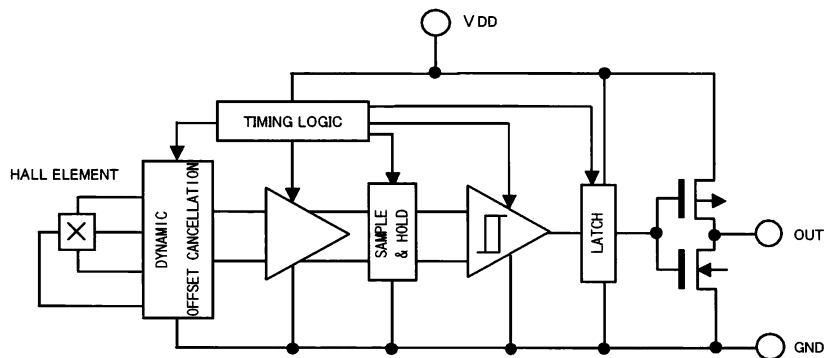 VDD
TIMING LOGIC
HALL ELEMENT
DYNAMIC
OFFSET CANCELLATION
SAMPLE
& HOLD
LATCH
OUT
GND